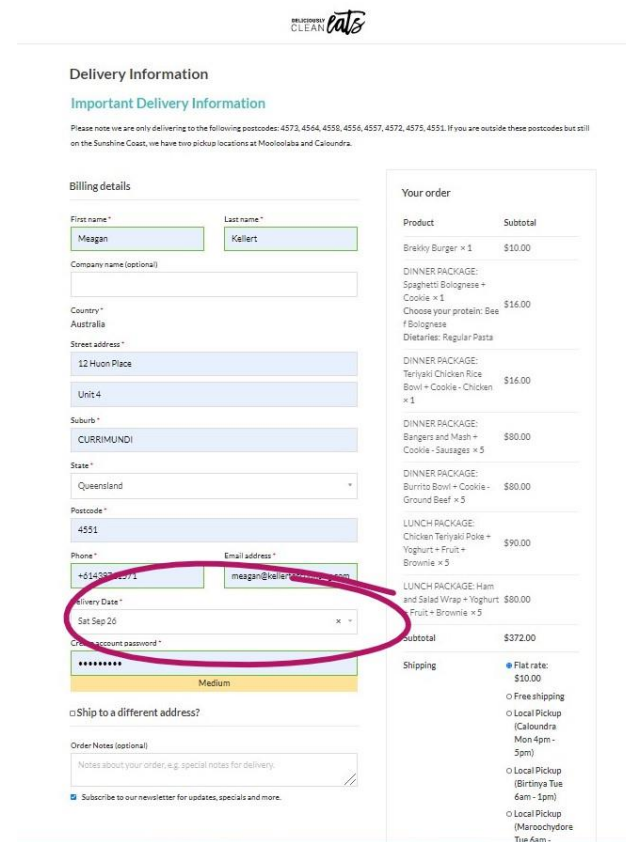 DELICIOUSLY
CLEAN eats
Delivery Information
Important Delivery Information
Please note we are only delivering to the following postcodes: 4573, 4564, 4558, 4556, 4557, 4572, 4575, 4551. If you are outside these postcodes but still
on the Sunshine Coast, we have two pickup locations at Mooloolaba and Caloundra.
Billing details
First name *
Last name *
Meagan
Kellert
Company name (optional)
Country *
Australia
Street address *
12 Huon Place
Unit 4
Suburb *
CURRIMUNDI
State *
Queensland
Postcode *
4551
Phone *
Email address *
Delivery Date *
Sat Sep 26
× 
Create account password *
•••••••••
Medium
Ship to a different address?
Order Notes (optional)
Notes about your order, e.g. special notes for delivery.
Subscribe to our newsletter for updates, specials and more.
Your order
Product Subtotal
Brekky Burger × 1 $10.00
DINNER PACKAGE:
Spaghetti Bolognese +
Cookie × 1
$16.00
Choose your protein: Bee
f Bolognese
Dietaries: Regular Pasta
DINNER PACKAGE:
Teriyaki Chicken Rice
Bowl + Cookie - Chicken
× 1
$16.00
DINNER PACKAGE:
Bangers and Mash +
Cookie - Sausages × 5
$80.00
DINNER PACKAGE:
Burrito Bowl + Cookie -
Ground Beef × 5
$80.00
LUNCH PACKAGE:
Chicken Teriyaki Poke +
Yoghurt + Fruit +
Brownie × 5
$90.00
LUNCH PACKAGE: Ham
and Salad Wrap + Yoghurt
+ Fruit + Brownie × 5
$80.00
Subtotal $372.00
Shipping
Flat rate:
$10.00
Free shipping
Local Pickup
(Caloundra
Mon 4pm -
5pm)
Local Pickup
(Birtinya Tue
6am - 1pm)
Local Pickup
(Maroochydore
Tue 6am -